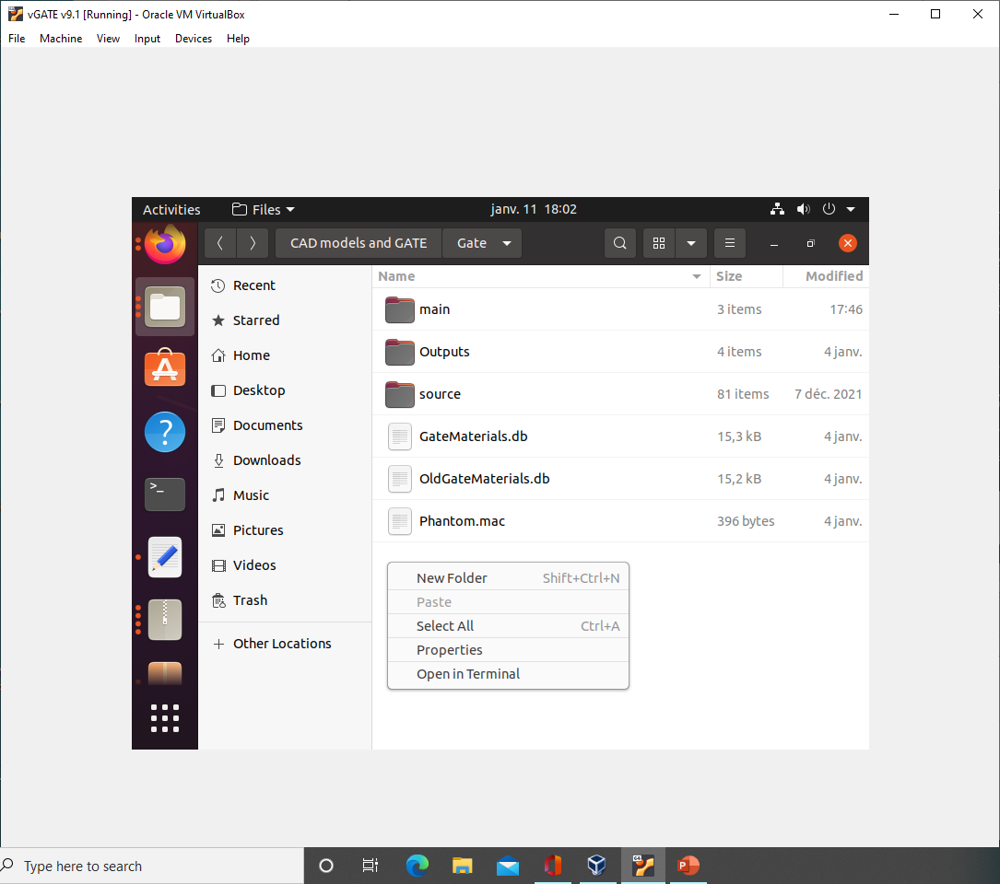 vGATE v9.1 [Running] - Oracle VM VirtualBox
File Machine View Input Devices Help
Activities Files janv. 11 18:02
CAD models and GATE Gate
Name Size Modified
Recent
Starred
Home
Desktop
Documents
Downloads
Music
Pictures
Videos
Trash
Other Locations
main 3 items 17:46
Outputs 4 items 4 janv.
source 81 items 7 déc. 2021
GateMaterials.db 15,3 kB 4 janv.
OldGateMaterials.db 15,2 kB 4 janv.
Phantom.mac 396 bytes 4 janv.
New Folder Shift+Ctrl+N
Paste
Select All Ctrl+A
Properties
Open in Terminal
Type here to search